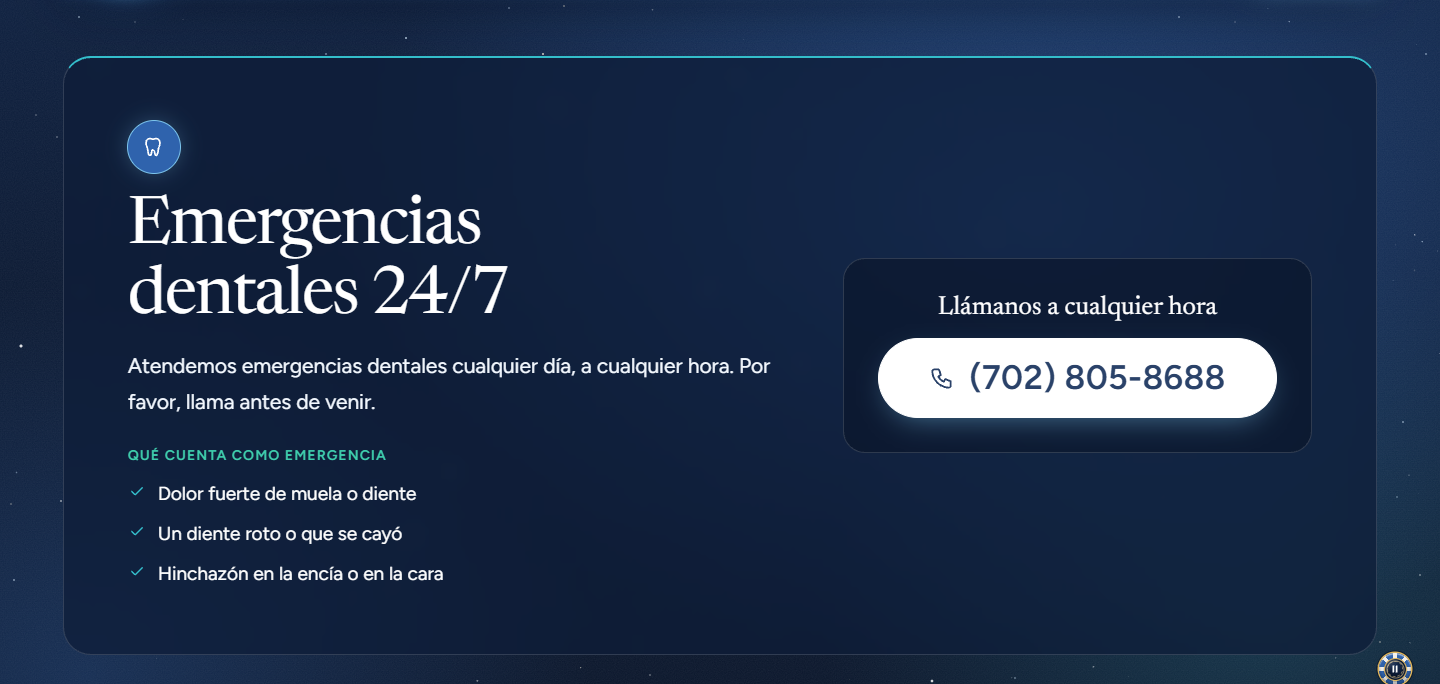 Emergencias
dentales 24/7
Atendemos emergencias dentales cualquier día, a cualquier hora. Por
favor, llama antes de venir.
QUÉ CUENTA COMO EMERGENCIA
Dolor fuerte de muela o diente
Un diente roto o que se cayó
Hinchazón en la encía o en la cara
Llámanos a cualquier hora
(702) 805-8688